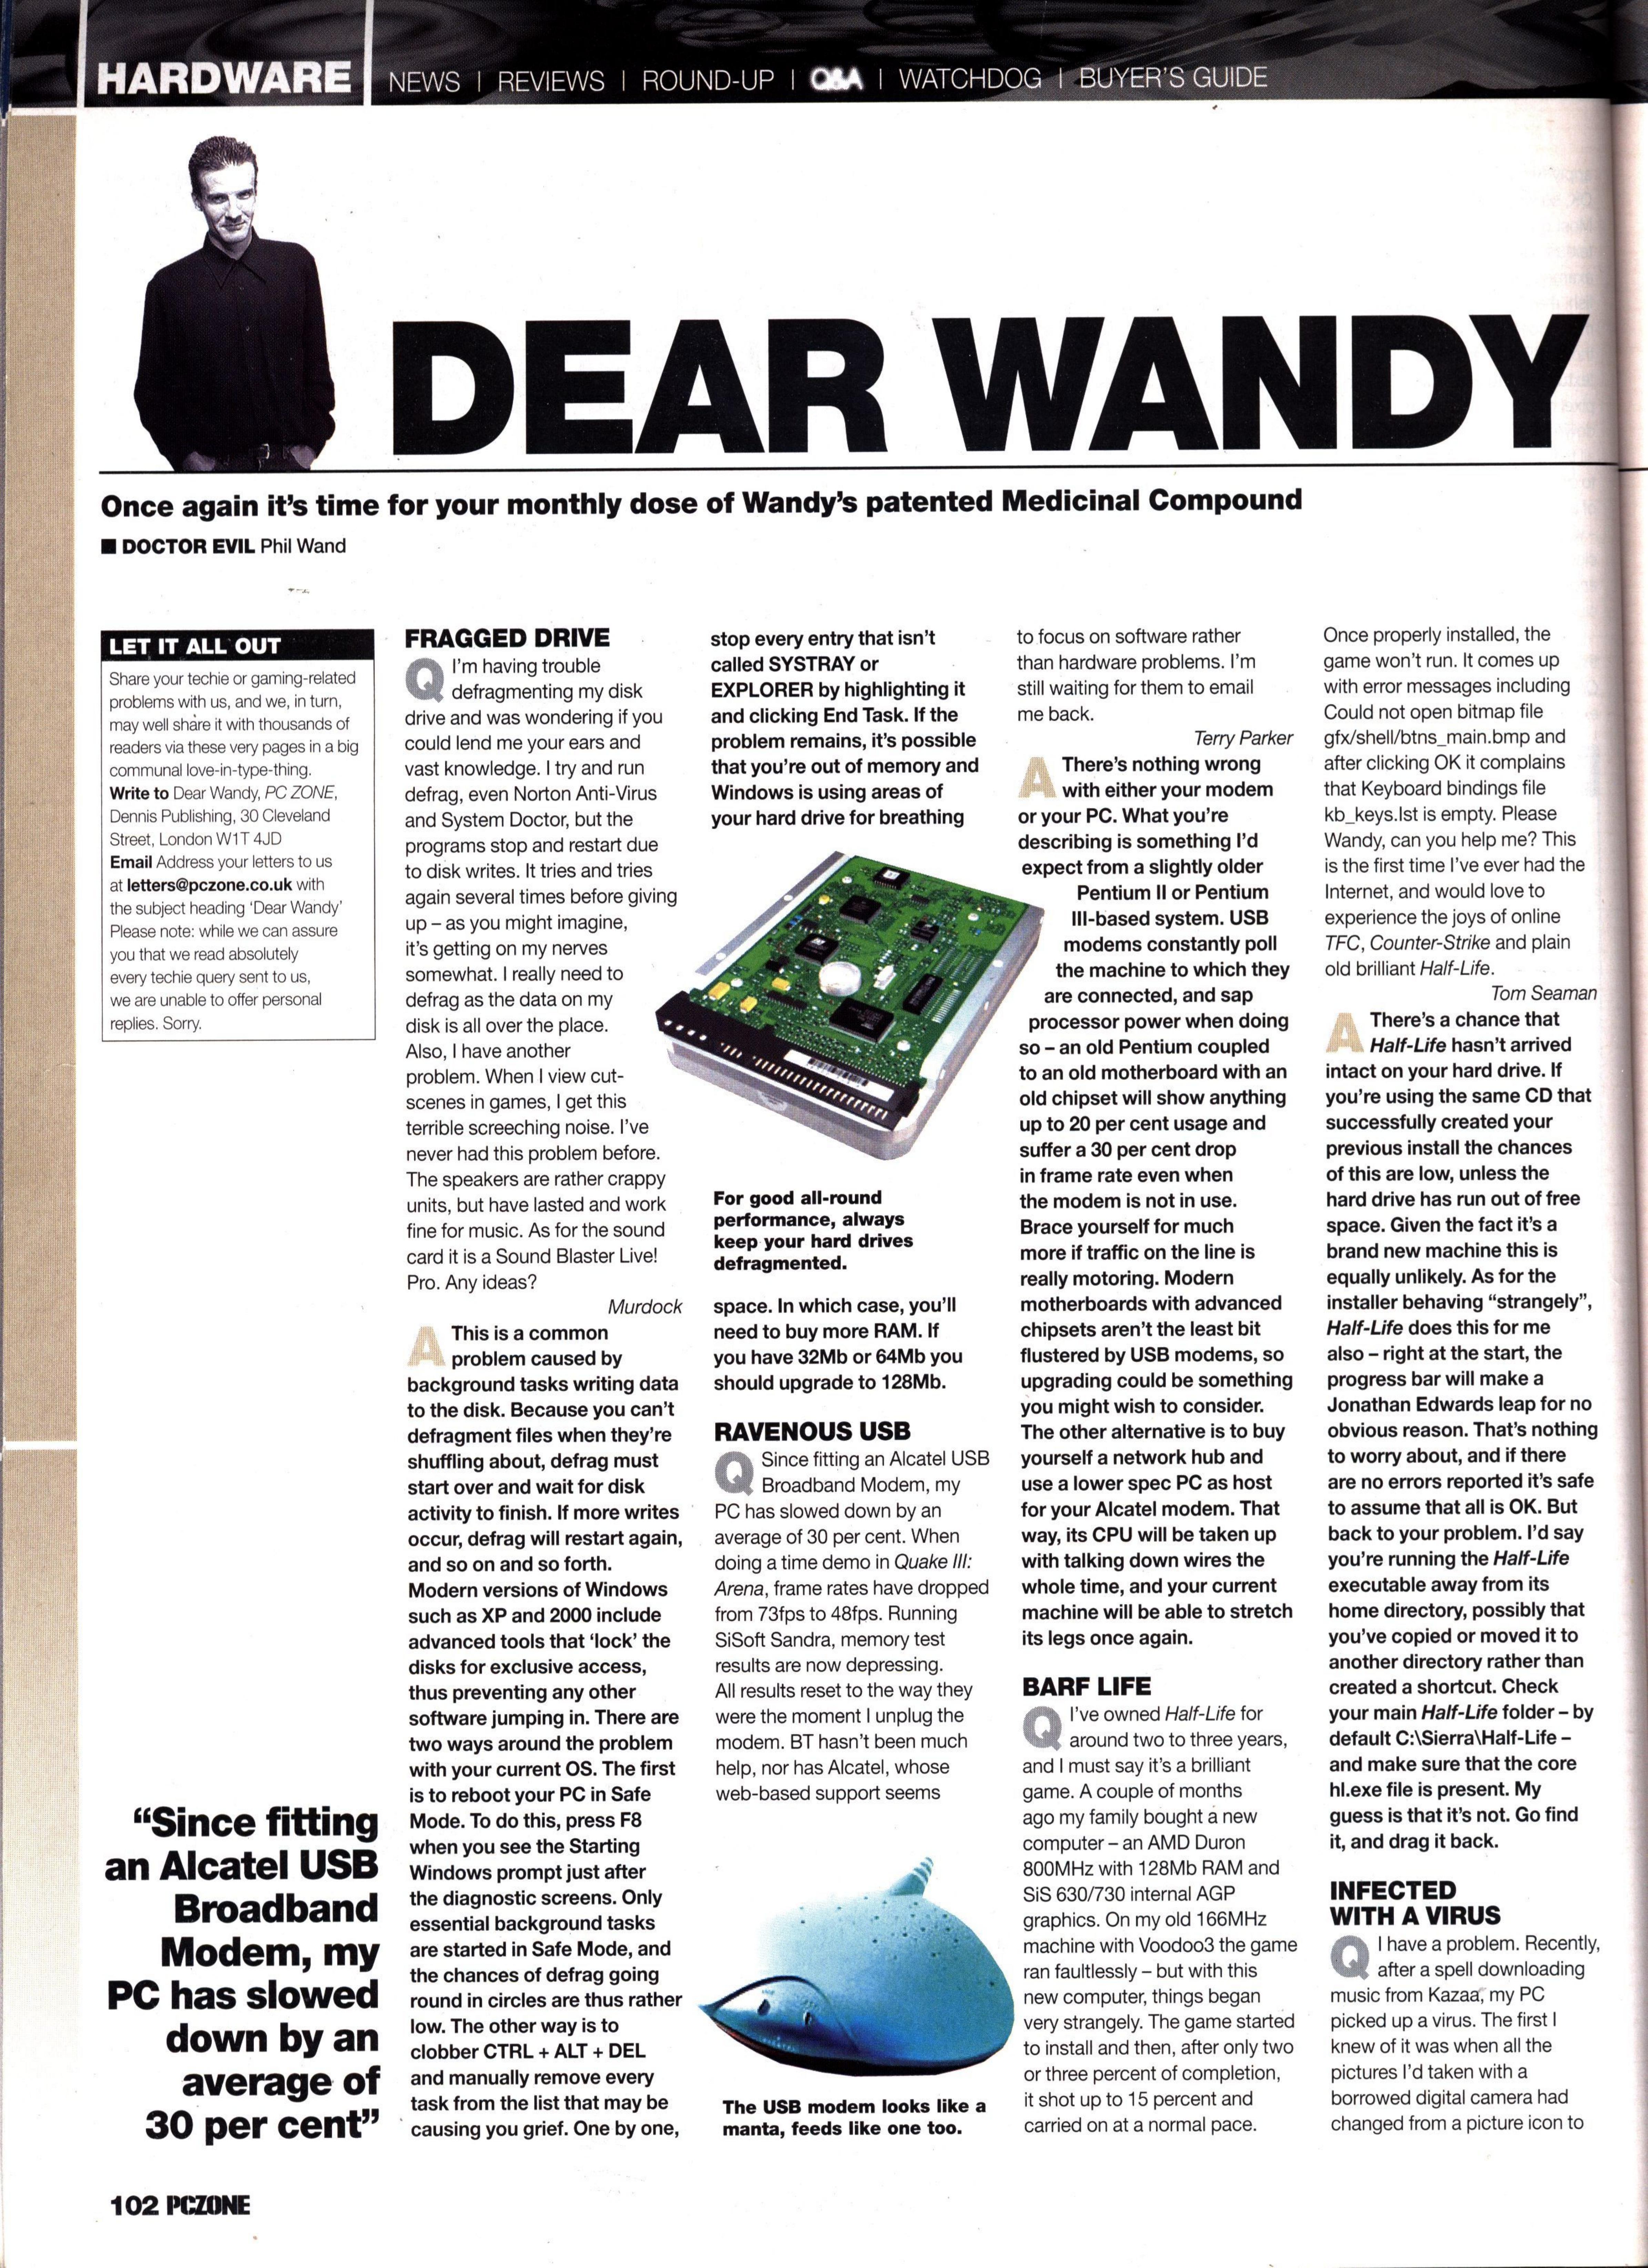 HARDWARE
NEWS | REVIEWS | ROUND-UP | Q&A | WATCHDOG | BUYER'S GUIDE
DEAR WANDY
Once again it's time for your monthly dose of Wandy's patented Medicinal Compound
■ DOCTOR EVIL Phil Wand
LET IT ALL OUT
Share your techie or gaming-related
problems with us, and we, in turn,
may well share it with thousands of
readers via these very pages in a big
communal love-in-type-thing.
Write to Dear Wandy, PC ZONE,
Dennis Publishing, 30 Cleveland
Street, London W1T 4JD
Email Address your letters to us
at letters@pczone.co.uk with
the subject heading 'Dear Wandy'
Please note: while we can assure
you that we read absolutely
every techie query sent to us,
we are unable to offer personal
replies. Sorry.
"Since fitting
an Alcatel USB
Broadband
Modem, my
PC has slowed
down by an
average of
30 per cent"
FRAGGED DRIVE
Q I'm having trouble
defragmenting my disk
drive and was wondering if you
could lend me your ears and
vast knowledge. I try and run
defrag, even Norton Anti-Virus
and System Doctor, but the
programs stop and restart due
to disk writes. It tries and tries
again several times before giving
up – as you might imagine,
it's getting on my nerves
somewhat. I really need to
defrag as the data on my
disk is all over the place.
Also, I have another
problem. When I view cut-
scenes in games, I get this
terrible screeching noise. I've
never had this problem before.
The speakers are rather crappy
units, but have lasted and work
fine for music. As for the sound
card it is a Sound Blaster Live!
Pro. Any ideas?
Murdock
A This is a common
problem caused by
background tasks writing data
to the disk. Because you can't
defragment files when they're
shuffling about, defrag must
start over and wait for disk
activity to finish. If more writes
occur, defrag will restart again,
and so on and so forth.
Modern versions of Windows
such as XP and 2000 include
advanced tools that 'lock' the
disks for exclusive access,
thus preventing any other
software jumping in. There are
two ways around the problem
with your current OS. The first
is to reboot your PC in Safe
Mode. To do this, press F8
when you see the Starting
Windows prompt just after
the diagnostic screens. Only
essential background tasks
are started in Safe Mode, and
the chances of defrag going
round in circles are thus rather
low. The other way is to
clobber CTRL + ALT + DEL
and manually remove every
task from the list that may be
causing you grief. One by one,
stop every entry that isn't
called SYSTRAY or
EXPLORER by highlighting it
and clicking End Task. If the
problem remains, it's possible
that you're out of memory and
Windows is using areas of
your hard drive for breathing
For good all-round
performance, always
keep your hard drives
defragmented.
space. In which case, you'll
need to buy more RAM. If
you have 32Mb or 64Mb you
should upgrade to 128Mb.
RAVENOUS USB
Q Since fitting an Alcatel USB
Broadband Modem, my
PC has slowed down by an
average of 30 per cent. When
doing a time demo in Quake III:
Arena, frame rates have dropped
from 73fps to 48fps. Running
SiSoft Sandra, memory test
results are now depressing.
All results reset to the way they
were the moment I unplug the
modem. BT hasn't been much
help, nor has Alcatel, whose
web-based support seems
The USB modem looks like a
manta, feeds like one too.
to focus on software rather
than hardware problems. I'm
still waiting for them to email
me back.
Terry Parker
A There's nothing wrong
with either your modem
or your PC. What you're
describing is something I'd
expect from a slightly older
Pentium II or Pentium
III-based system. USB
modems constantly poll
the machine to which they
are connected, and sap
processor power when doing
so – an old Pentium coupled
to an old motherboard with an
old chipset will show anything
up to 20 per cent usage and
suffer a 30 per cent drop
in frame rate even when
the modem is not in use.
Brace yourself for much
more if traffic on the line is
really motoring. Modern
motherboards with advanced
chipsets aren't the least bit
flustered by USB modems, so
upgrading could be something
you might wish to consider.
The other alternative is to buy
yourself a network hub and
use a lower spec PC as host
for your Alcatel modem. That
way, its CPU will be taken up
with talking down wires the
whole time, and your current
machine will be able to stretch
its legs once again.
BARF LIFE
Q I've owned Half-Life for
around two to three years,
and I must say it's a brilliant
game. A couple of months
ago my family bought a new
computer – an AMD Duron
800MHz with 128Mb RAM and
SiS 630/730 internal AGP
graphics. On my old 166MHz
machine with Voodoo3 the game
ran faultlessly – but with this
new computer, things began
very strangely. The game started
to install and then, after only two
or three percent of completion,
it shot up to 15 percent and
carried on at a normal pace.
Once properly installed, the
game won't run. It comes up
with error messages including
Could not open bitmap file
gfx/shell/btns_main.bmp and
after clicking OK it complains
that Keyboard bindings file
kb_keys.lst is empty. Please
Wandy, can you help me? This
is the first time I've ever had the
Internet, and would love to
experience the joys of online
TFC, Counter-Strike and plain
old brilliant Half-Life.
Tom Seaman
A There's a chance that
Half-Life hasn't arrived
intact on your hard drive. If
you're using the same CD that
successfully created your
previous install the chances
of this are low, unless the
hard drive has run out of free
space. Given the fact it's a
brand new machine this is
equally unlikely. As for the
installer behaving "strangely",
Half-Life does this for me
also – right at the start, the
progress bar will make a
Jonathan Edwards leap for no
obvious reason. That's nothing
to worry about, and if there
are no errors reported it's safe
to assume that all is OK. But
back to your problem. I'd say
you're running the Half-Life
executable away from its
home directory, possibly that
you've copied or moved it to
another directory rather than
created a shortcut. Check
your main Half-Life folder – by
default C:\Sierra\Half-Life –
and make sure that the core
hl.exe file is present. My
guess is that it's not. Go find
it, and drag it back.
INFECTED
WITH A VIRUS
Q I have a problem. Recently,
after a spell downloading
music from Kazaa, my PC
picked up a virus. The first I
knew of it was when all the
pictures I'd taken with a
borrowed digital camera had
changed from a picture icon to
102 PCZONE